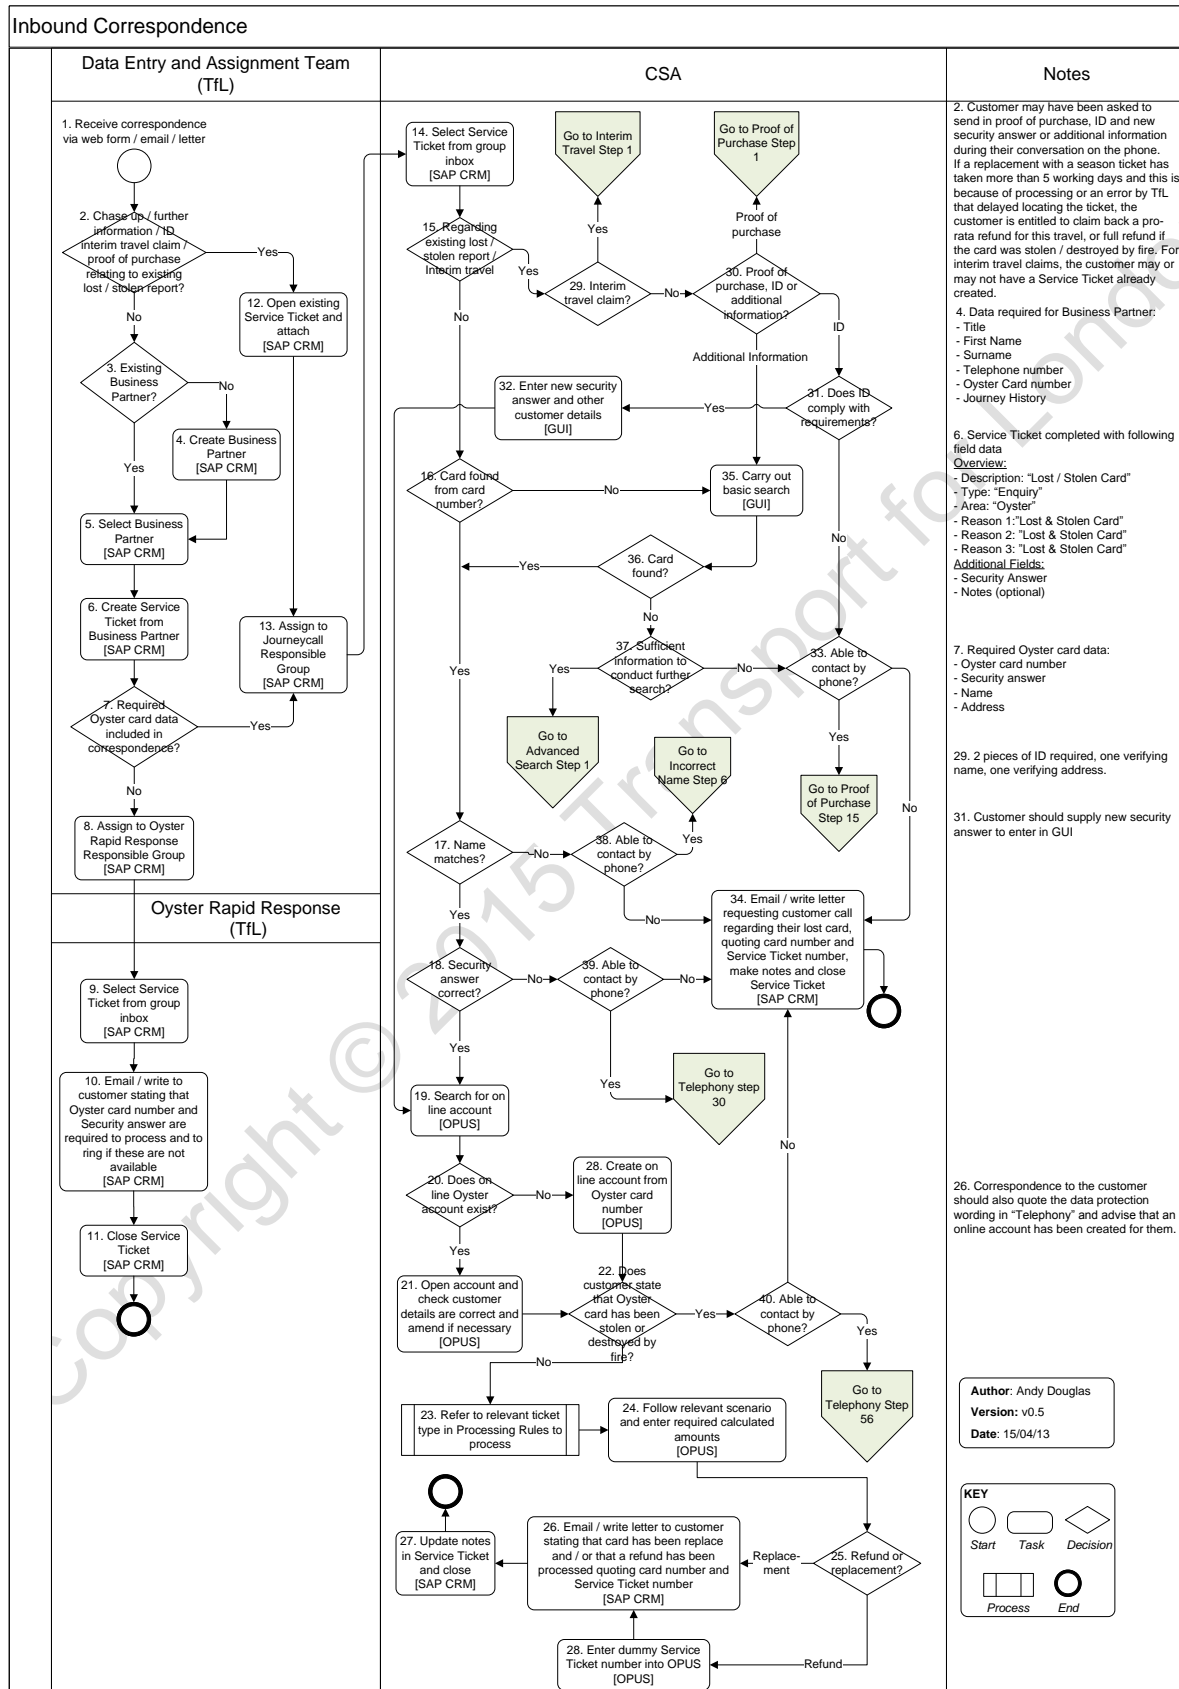 Inbound Correspondence
Data Entry and Assignment Team
(TfL)
CSA
Notes
1. Receive correspondence
via web form / email / letter
2. Chase up / further
information / ID
interim travel claim /
proof of purchase
relating to existing
lost / stolen report?
Yes
No
12. Open existing
Service Ticket and
attach
[SAP CRM]
3. Existing
Business
Partner?
No
4. Create Business
Partner
[SAP CRM]
Yes
5. Select Business
Partner
[SAP CRM]
6. Create Service
Ticket from
Business Partner
[SAP CRM]
13. Assign to
Journeycall
Responsible
Group
[SAP CRM]
7. Required
Oyster card data
included in
correspondence?
Yes
No
8. Assign to Oyster
Rapid Response
Responsible Group
[SAP CRM]
Oyster Rapid Response
(TfL)
9. Select Service
Ticket from group
inbox
[SAP CRM]
10. Email / write to
customer stating that
Oyster card number and
Security answer are
required to process and to
ring if these are not
available
[SAP CRM]
11. Close Service
Ticket
[SAP CRM]
14. Select Service
Ticket from group
inbox
[SAP CRM]
Go to Interim
Travel Step 1
Go to Proof of
Purchase Step
1
15. Regarding
existing lost /
stolen report /
Interim travel
Yes
No
Yes
29. Interim
travel claim?
No
Proof of
purchase
30. Proof of
purchase, ID or
additional
information?
ID
Additional Information
32. Enter new security
answer and other
customer details
[GUI]
Yes
31. Does ID
comply with
requirements?
No
16. Card found
from card
number?
No
35. Carry out
basic search
[GUI]
Yes
36. Card
found?
Yes
No
37. Sufficient
information to
conduct further
search?
Yes
No
33. Able to
contact by
phone?
Yes
No
Go to
Advanced
Search Step 1
Go to
Incorrect
Name Step 6
Go to Proof
of Purchase
Step 15
17. Name
matches?
No
38. Able to
contact by
phone?
Yes
No
Yes
34. Email / write letter
requesting customer call
regarding their lost card,
quoting card number and
Service Ticket number,
make notes and close
Service Ticket
[SAP CRM]
18. Security
answer
correct?
No
39. Able to
contact by
phone?
No
Yes
Yes
Go to
Telephony step
30
19. Search for on
line account
[OPUS]
No
20. Does on
line Oyster
account exist?
No
28. Create on
line account from
Oyster card
number
[OPUS]
Yes
21. Open account and
check customer
details are correct and
amend if necessary
[OPUS]
22. Does
customer state
that Oyster
card has been
stolen or
destroyed by
fire?
Yes
No
40. Able to
contact by
phone?
Yes
Go to
Telephony Step
56
23. Refer to relevant ticket
type in Processing Rules to
process
24. Follow relevant scenario
and enter required calculated
amounts
[OPUS]
25. Refund or
replacement?
Replace-
ment
26. Email / write letter to customer
stating that card has been replace
and / or that a refund has been
processed quoting card number and
Service Ticket number
[SAP CRM]
27. Update notes
in Service Ticket
and close
[SAP CRM]
Refund
28. Enter dummy Service
Ticket number into OPUS
[OPUS]
2. Customer may have been asked to
send in proof of purchase, ID and new
security answer or additional information
during their conversation on the phone.
If a replacement with a season ticket has
taken more than 5 working days and this is
because of processing or an error by TfL
that delayed locating the ticket, the
customer is entitled to claim back a pro-
rata refund for this travel, or full refund if
the card was stolen / destroyed by fire. For
interim travel claims, the customer may or
may not have a Service Ticket already
created.
4. Data required for Business Partner:
- Title
- First Name
- Surname
- Telephone number
- Oyster Card number
- Journey History
6. Service Ticket completed with following
field data
Overview:
- Description: “Lost / Stolen Card”
- Type: “Enquiry”
- Area: “Oyster”
- Reason 1:”Lost & Stolen Card”
- Reason 2: ”Lost & Stolen Card”
- Reason 3: ”Lost & Stolen Card”
Additional Fields:
- Security Answer
- Notes (optional)
7. Required Oyster card data:
- Oyster card number
- Security answer
- Name
- Address
29. 2 pieces of ID required, one verifying
name, one verifying address.
31. Customer should supply new security
answer to enter in GUI
26. Correspondence to the customer
should also quote the data protection
wording in “Telephony” and advise that an
online account has been created for them.
Author: Andy Douglas
Version: v0.5
Date: 15/04/13
KEY
Start
Task
Decision
Process
End
Copyright © 2015 Transport for London